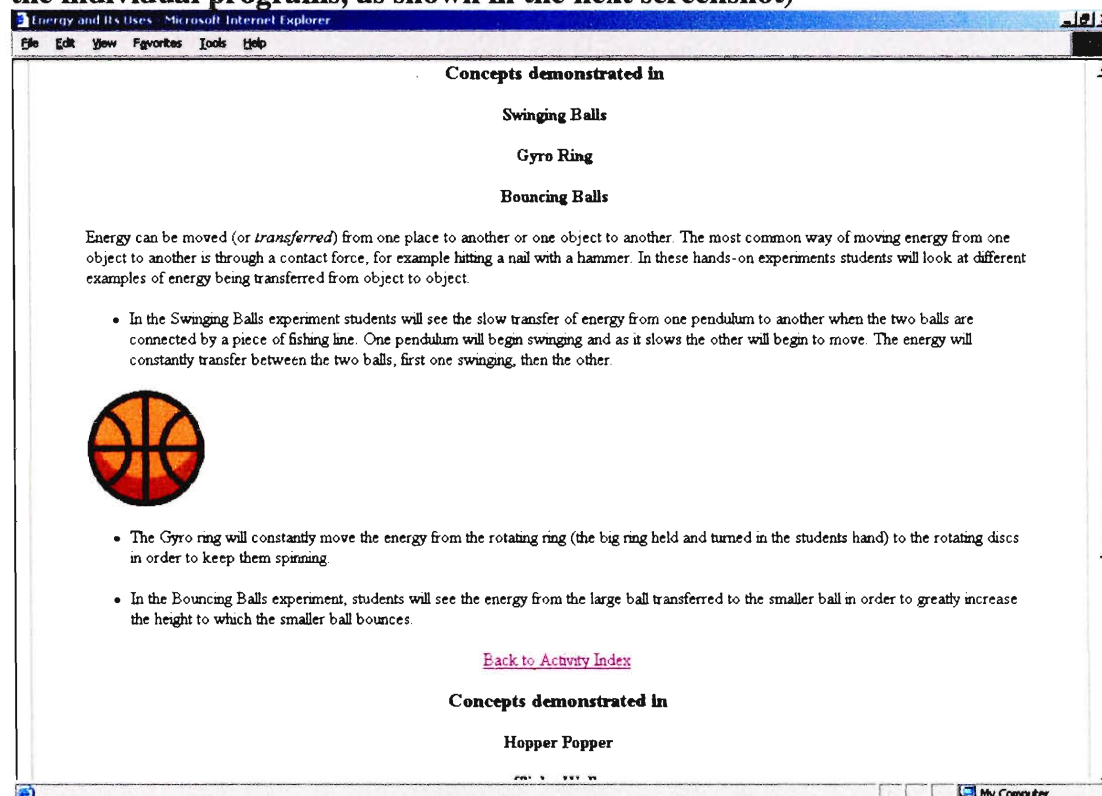 the individual programs, as shown in the next screenshot)
Energy and Its Uses - Microsoft Internet Explorer
File Edit View Favorites Tools Help
Concepts demonstrated in
Swinging Balls
Gyro Ring
Bouncing Balls
Energy can be moved (or transferred) from one place to another or one object to another. The most common way of moving energy from one
object to another is through a contact force, for example hitting a nail with a hammer. In these hands-on experiments students will look at different
examples of energy being transferred from object to object.
• In the Swinging Balls experiment students will see the slow transfer of energy from one pendulum to another when the two balls are
connected by a piece of fishing line. One pendulum will begin swinging and as it slows the other will begin to move. The energy will
constantly transfer between the two balls, first one swinging, then the other.
• The Gyro ring will constantly move the energy from the rotating ring (the big ring held and turned in the students hand) to the rotating discs
in order to keep them spinning.
• In the Bouncing Balls experiment, students will see the energy from the large ball transferred to the smaller ball in order to greatly increase
the height to which the smaller ball bounces.
Back to Activity Index
Concepts demonstrated in
Hopper Popper
My Computer